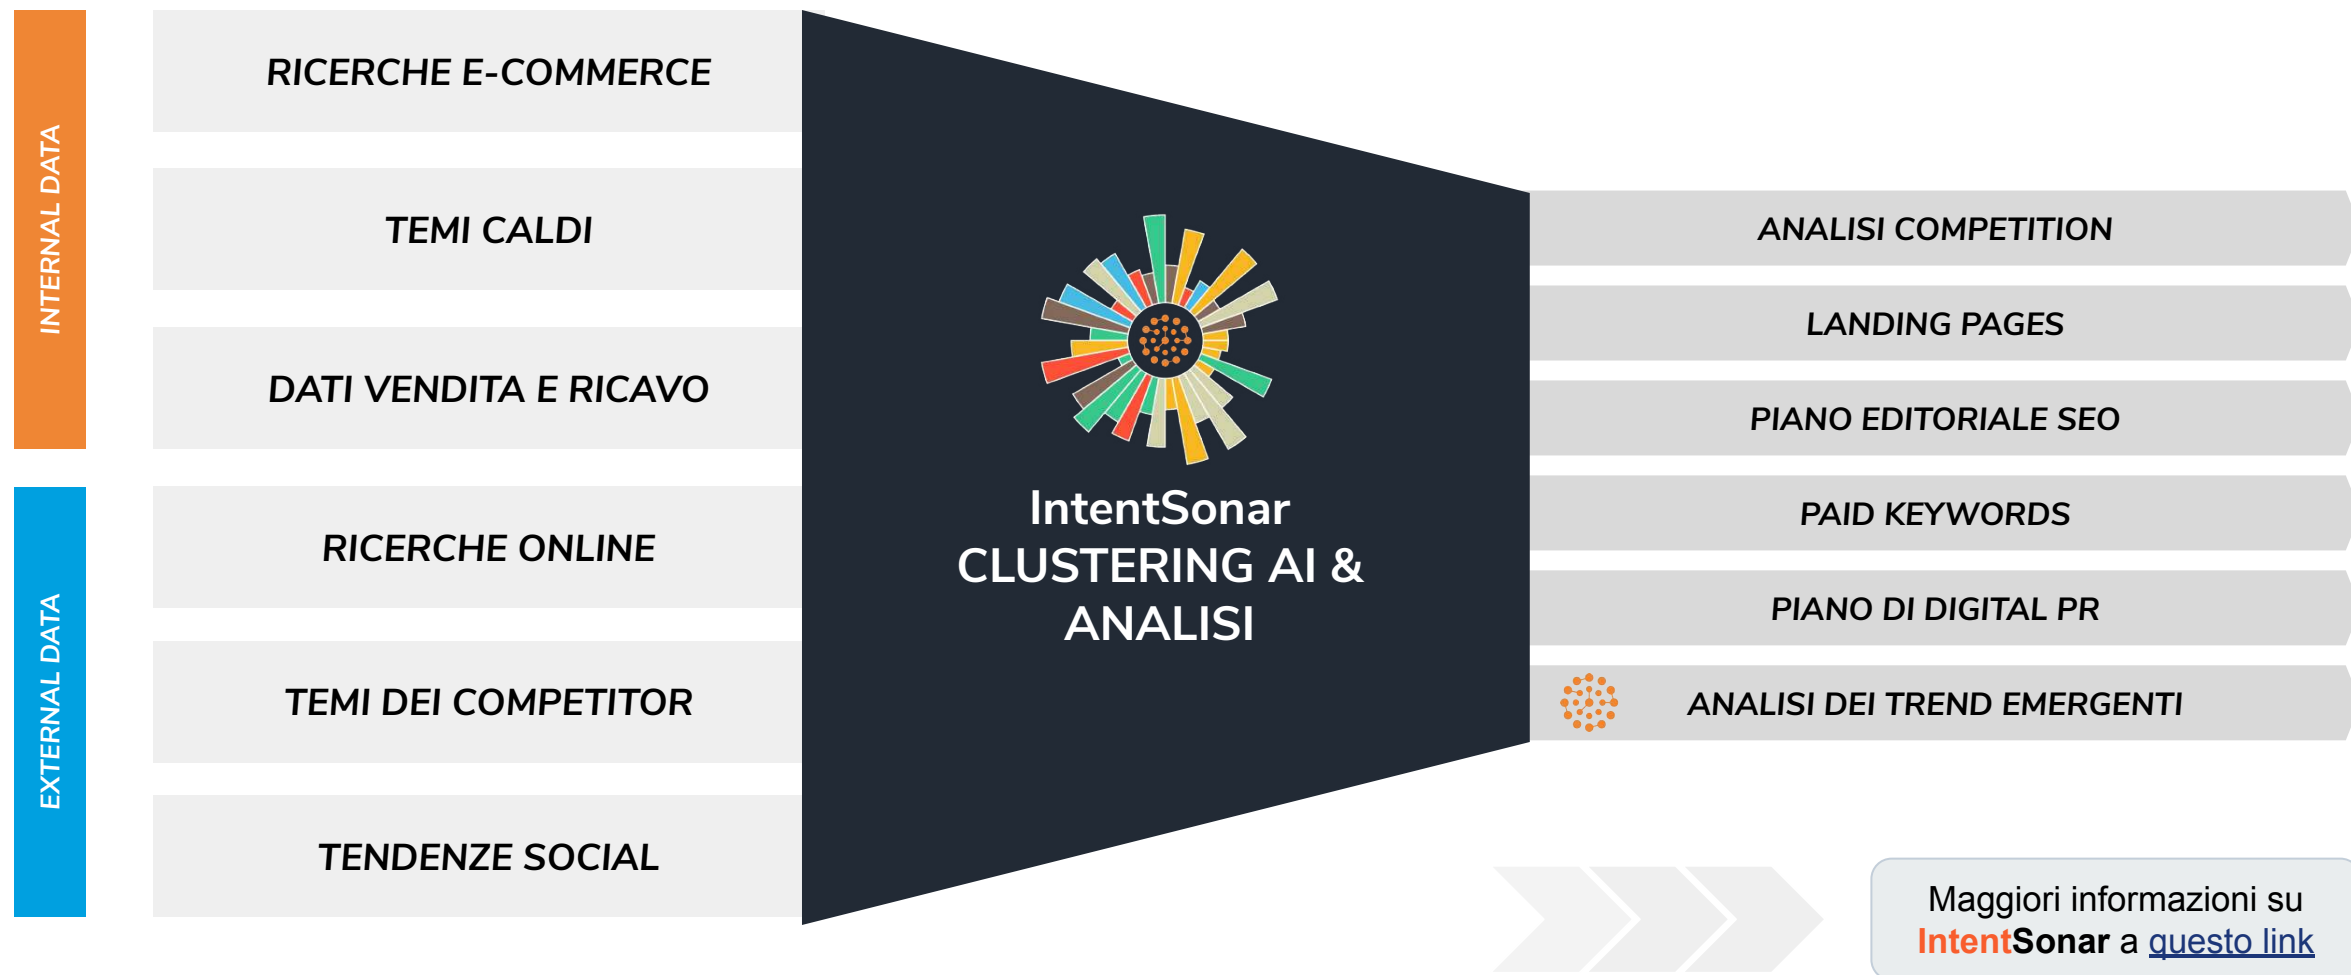 INTERNAL DATA
RICERCHE E-COMMERCE
TEMI CALDI
DATI VENDITA E RICAVO
EXTERNAL DATA
RICERCHE ONLINE
TEMI DEI COMPETITOR
TENDENZE SOCIAL
IntentSonar
CLUSTERING AI &
ANALISI
ANALISI COMPETITION
LANDING PAGES
PIANO EDITORIALE SEO
PAID KEYWORDS
PIANO DI DIGITAL PR
ANALISI DEI TREND EMERGENTI
Maggiori informazioni su
IntentSonar a questo link